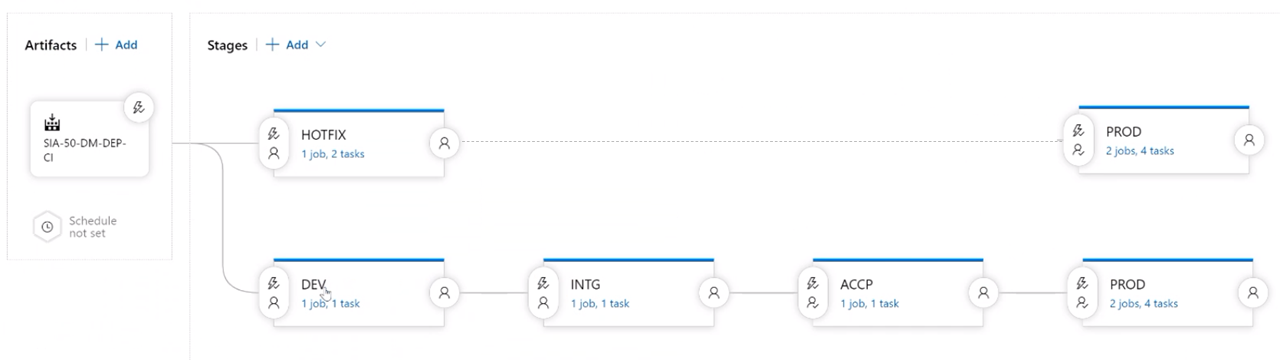 Artifacts | + Add
Stages | + Add
SIA-50-DM-DEP-
CI
Schedule
not set
HOTFIX
1 job, 2 tasks
PROD
2 jobs, 4 tasks
DEV
1 job, 1 task
INTG
1 job, 1 task
ACCP
1 job, 1 task
PROD
2 jobs, 4 tasks